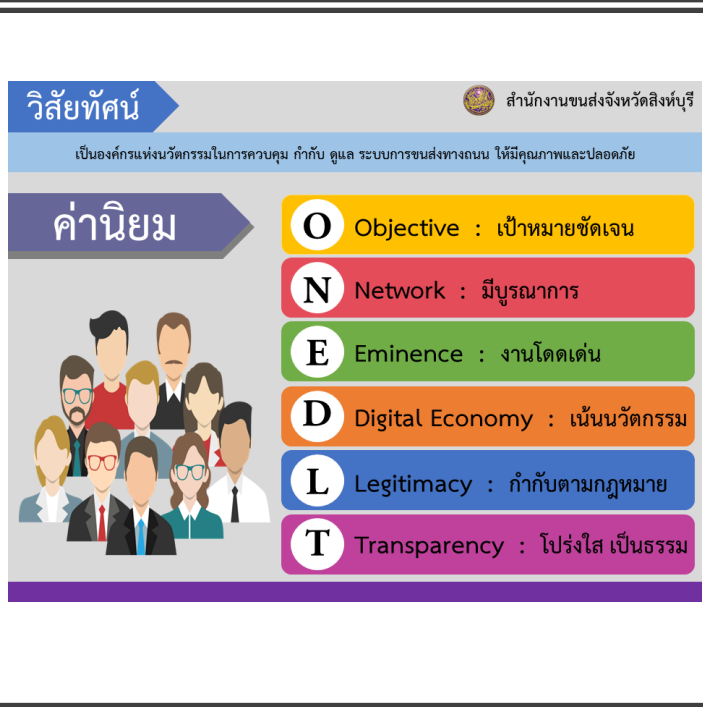 วิสัยทัศน์
สำนักงานขนส่งจังหวัดสิงห์บุรี
เป็นองค์กรแห่งนวัตกรรมในการควบคุม กำกับ ดูแล ระบบการขนส่งทางถนน ให้มีคุณภาพและปลอดภัย
ค่านิยม
O Objective : เป้าหมายชัดเจน
N Network : มีบูรณาการ
E Eminence : งานโดดเด่น
D Digital Economy : เน้นนวัตกรรม
L Legitimacy : กำกับตามกฎหมาย
T Transparency : โปร่งใส เป็นธรรม